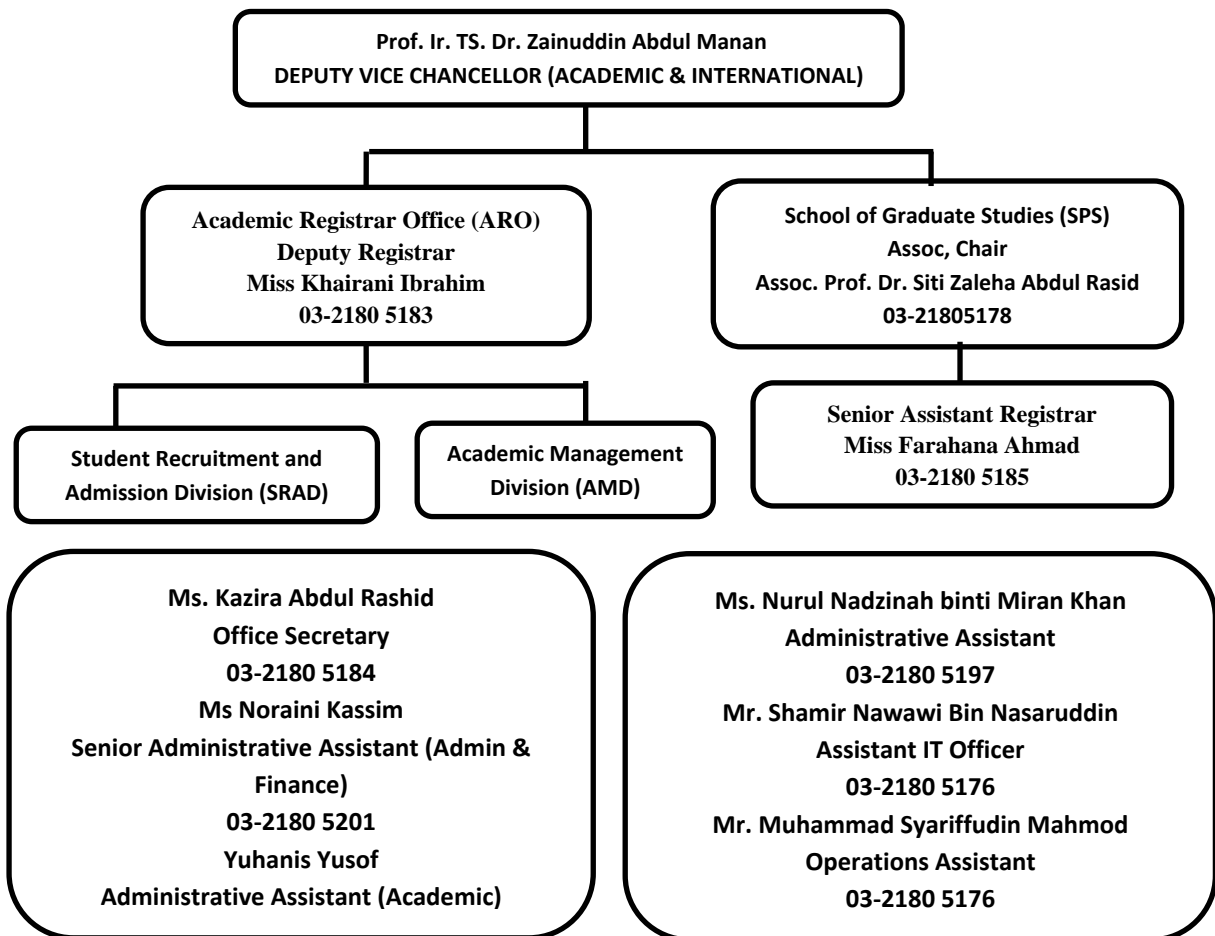 Prof. Ir. TS. Dr. Zainuddin Abdul Manan
DEPUTY VICE CHANCELLOR (ACADEMIC & INTERNATIONAL)
Academic Registrar Office (ARO)
Deputy Registrar
Miss Khairani Ibrahim
03-2180 5183
School of Graduate Studies (SPS)
Assoc, Chair
Assoc. Prof. Dr. Siti Zaleha Abdul Rasid
03-21805178
Student Recruitment and
Admission Division (SRAD)
Academic Management
Division (AMD)
Senior Assistant Registrar
Miss Farahana Ahmad
03-2180 5185
Ms. Kazira Abdul Rashid
Office Secretary
03-2180 5184
Ms Noraini Kassim
Senior Administrative Assistant (Admin &
Finance)
03-2180 5201
Yuhanis Yusof
Administrative Assistant (Academic)
Ms. Nurul Nadzinah binti Miran Khan
Administrative Assistant
03-2180 5197
Mr. Shamir Nawawi Bin Nasaruddin
Assistant IT Officer
03-2180 5176
Mr. Muhammad Syariffudin Mahmod
Operations Assistant
03-2180 5176